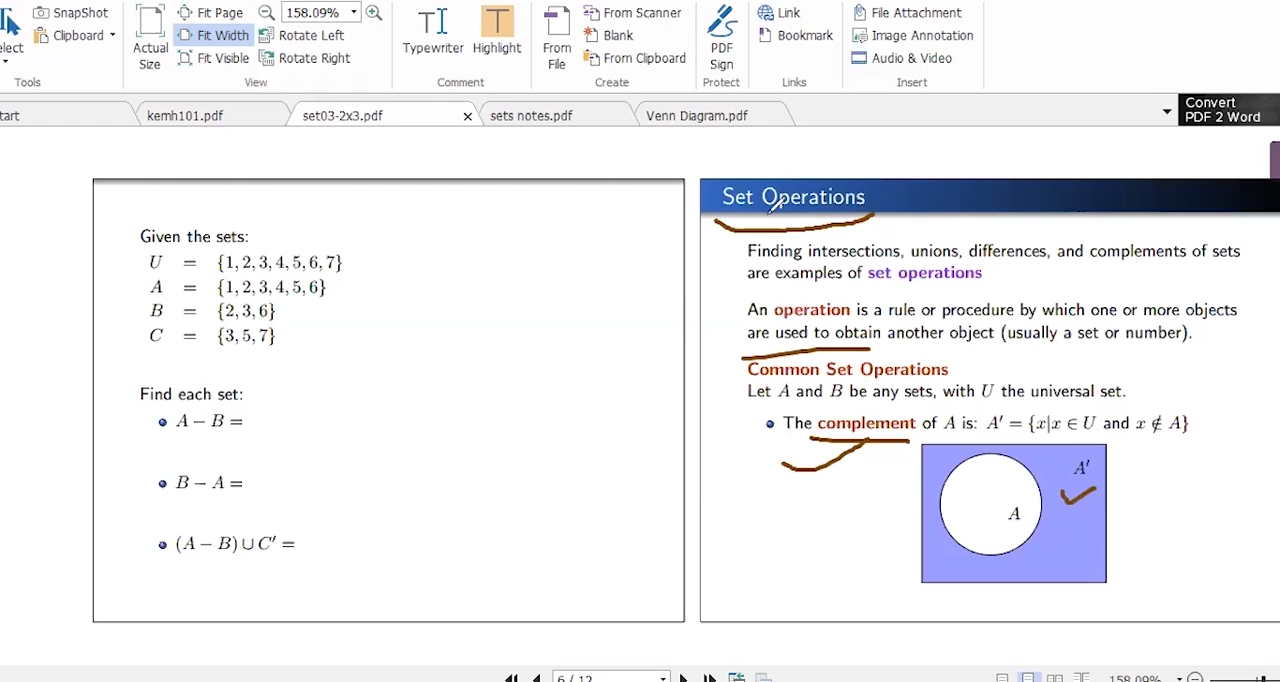 SnapShot
Clipboard
Tools
Actual Size
Fit Page
Fit Width
Fit Visible
158.09%
Rotate Left
Rotate Right
View
Typewriter
Highlight
Comment
From File
From Scanner
Blank
From Clipboard
Create
PDF Sign
Protect
Link
Bookmark
Links
File Attachment
Image Annotation
Audio & Video
Insert
kemh101.pdf
set03-2x3.pdf
sets notes.pdf
Venn Diagram.pdf
Convert
PDF 2 Word
Given the sets:
U = {1, 2, 3, 4, 5, 6, 7}
A = {1, 2, 3, 4, 5, 6}
B = {2, 3, 6}
C = {3, 5, 7}
Find each set:
A − B =
B − A =
(A − B) ∪ C′ =
Set Operations
Finding intersections, unions, differences, and complements of sets
are examples of set operations
An operation is a rule or procedure by which one or more objects
are used to obtain another object (usually a set or number).
Common Set Operations
Let A and B be any sets, with U the universal set.
The complement of A is: A′ = {x|x ∈ U and x ∉ A}
A′
A
6 / 12
158.09%